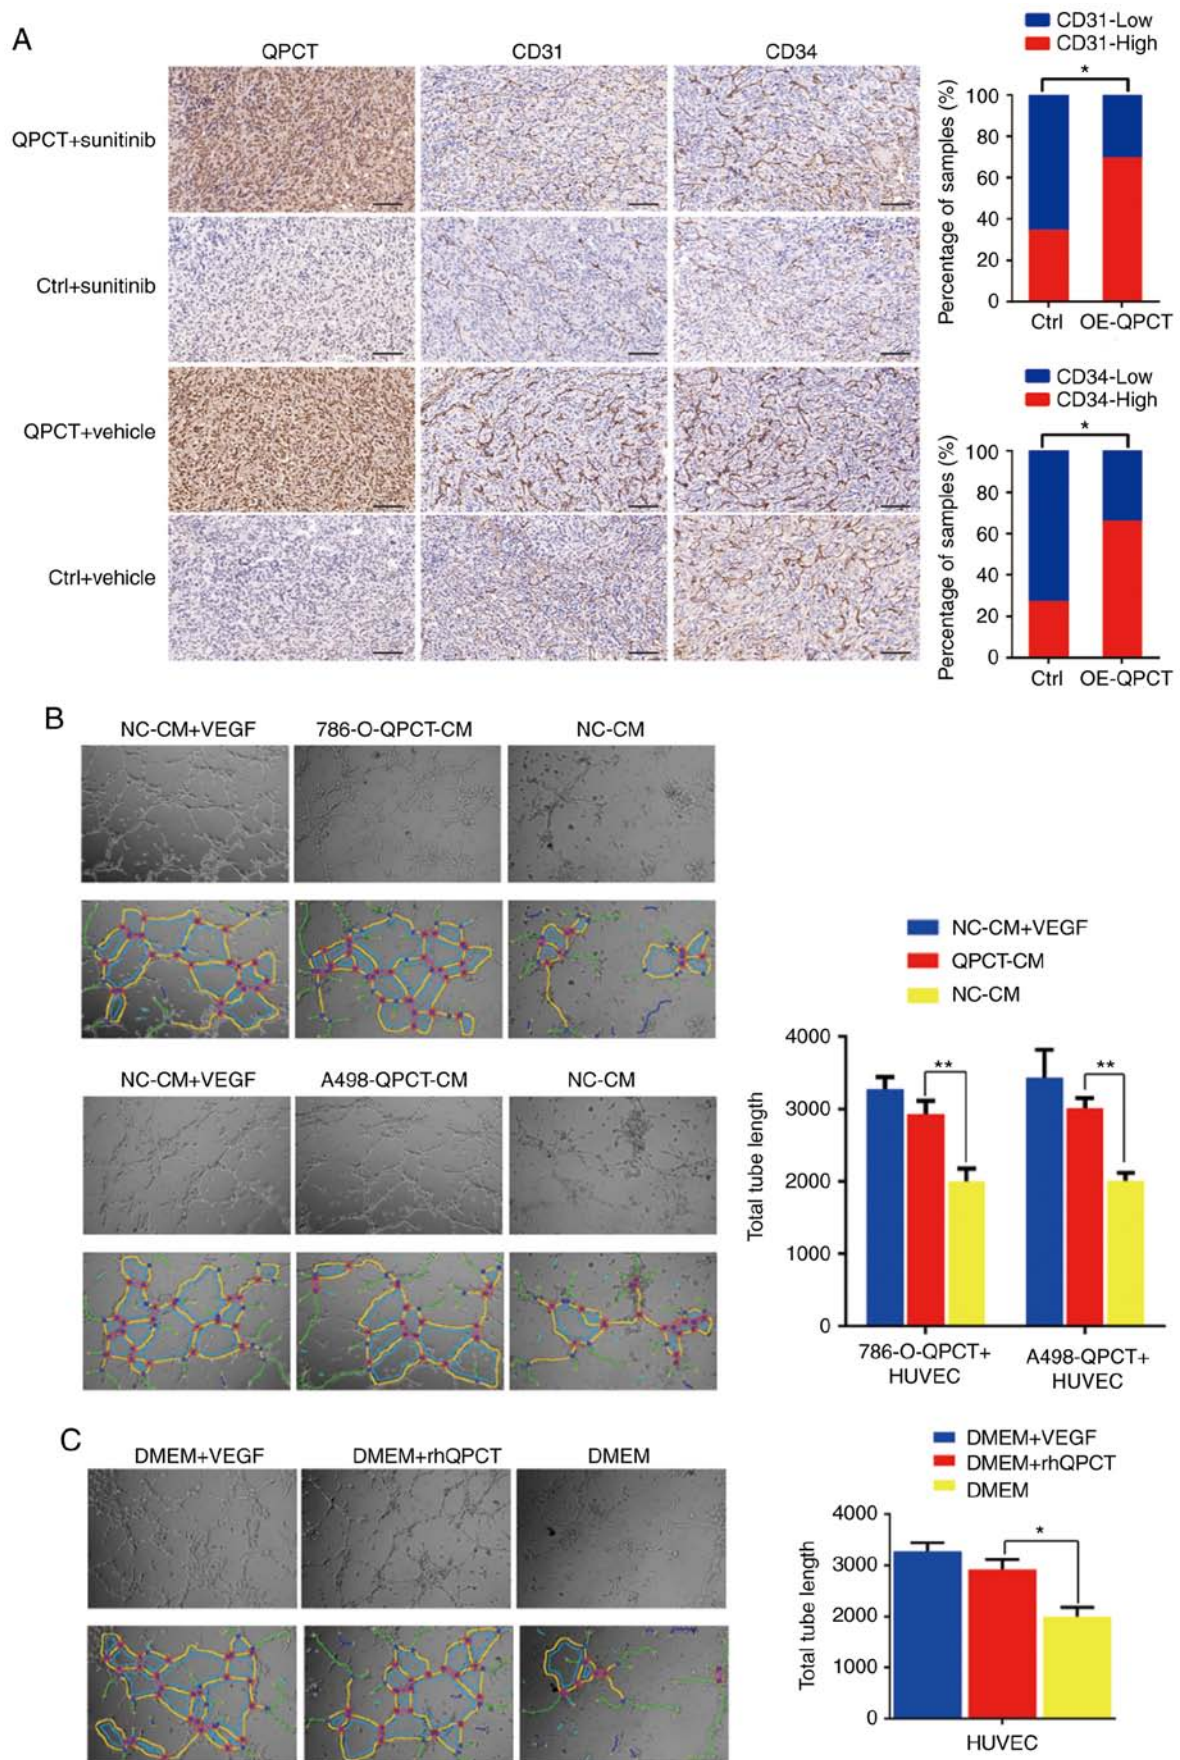 A
QPCT CD31 CD34
QPCT+sunitinib
Ctrl+sunitinib
QPCT+vehicle
Ctrl+vehicle
CD31-Low
CD31-High
*
Percentage of samples (%)
100
80
60
40
20
0
Ctrl OE-QPCT
CD34-Low
CD34-High
*
Percentage of samples (%)
100
80
60
40
20
0
Ctrl OE-QPCT
B
NC-CM+VEGF 786-O-QPCT-CM NC-CM
NC-CM+VEGF A498-QPCT-CM NC-CM
NC-CM+VEGF
QPCT-CM
NC-CM
Total tube length
4000
3000
2000
1000
0
** **
786-O-QPCT+
HUVEC
A498-QPCT+
HUVEC
C
DMEM+VEGF DMEM+rhQPCT DMEM
DMEM+VEGF
DMEM+rhQPCT
DMEM
Total tube length
4000
3000
2000
1000
0
*
HUVEC